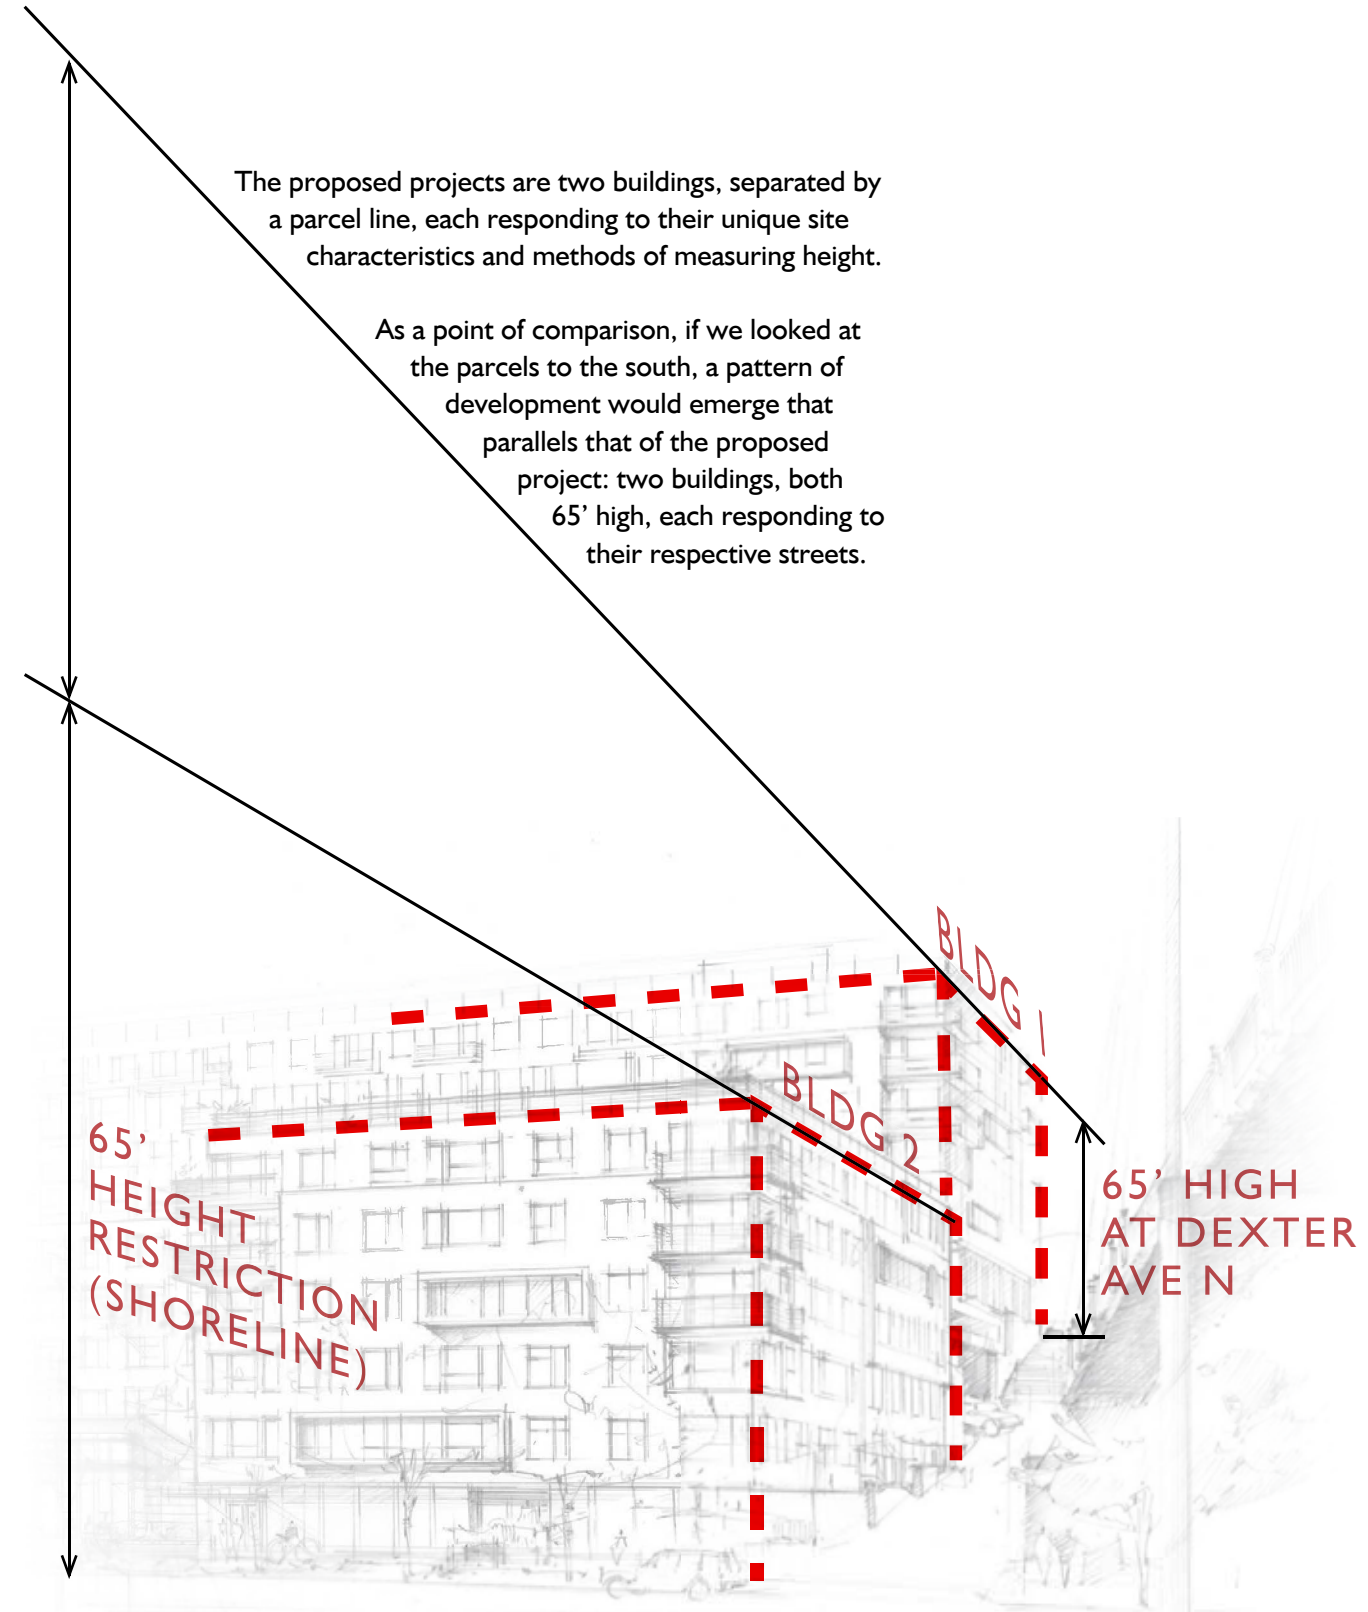 The proposed projects are two buildings, separated by
a parcel line, each responding to their unique site
characteristics and methods of measuring height.
As a point of comparison, if we looked at
the parcels to the south, a pattern of
development would emerge that
parallels that of the proposed
project: two buildings, both
65’ high, each responding to
their respective streets.
BLDG 1
BLDG 2
65’
HEIGHT
RESTRICTION
(SHORELINE)
65’ HIGH
AT DEXTER
AVE N